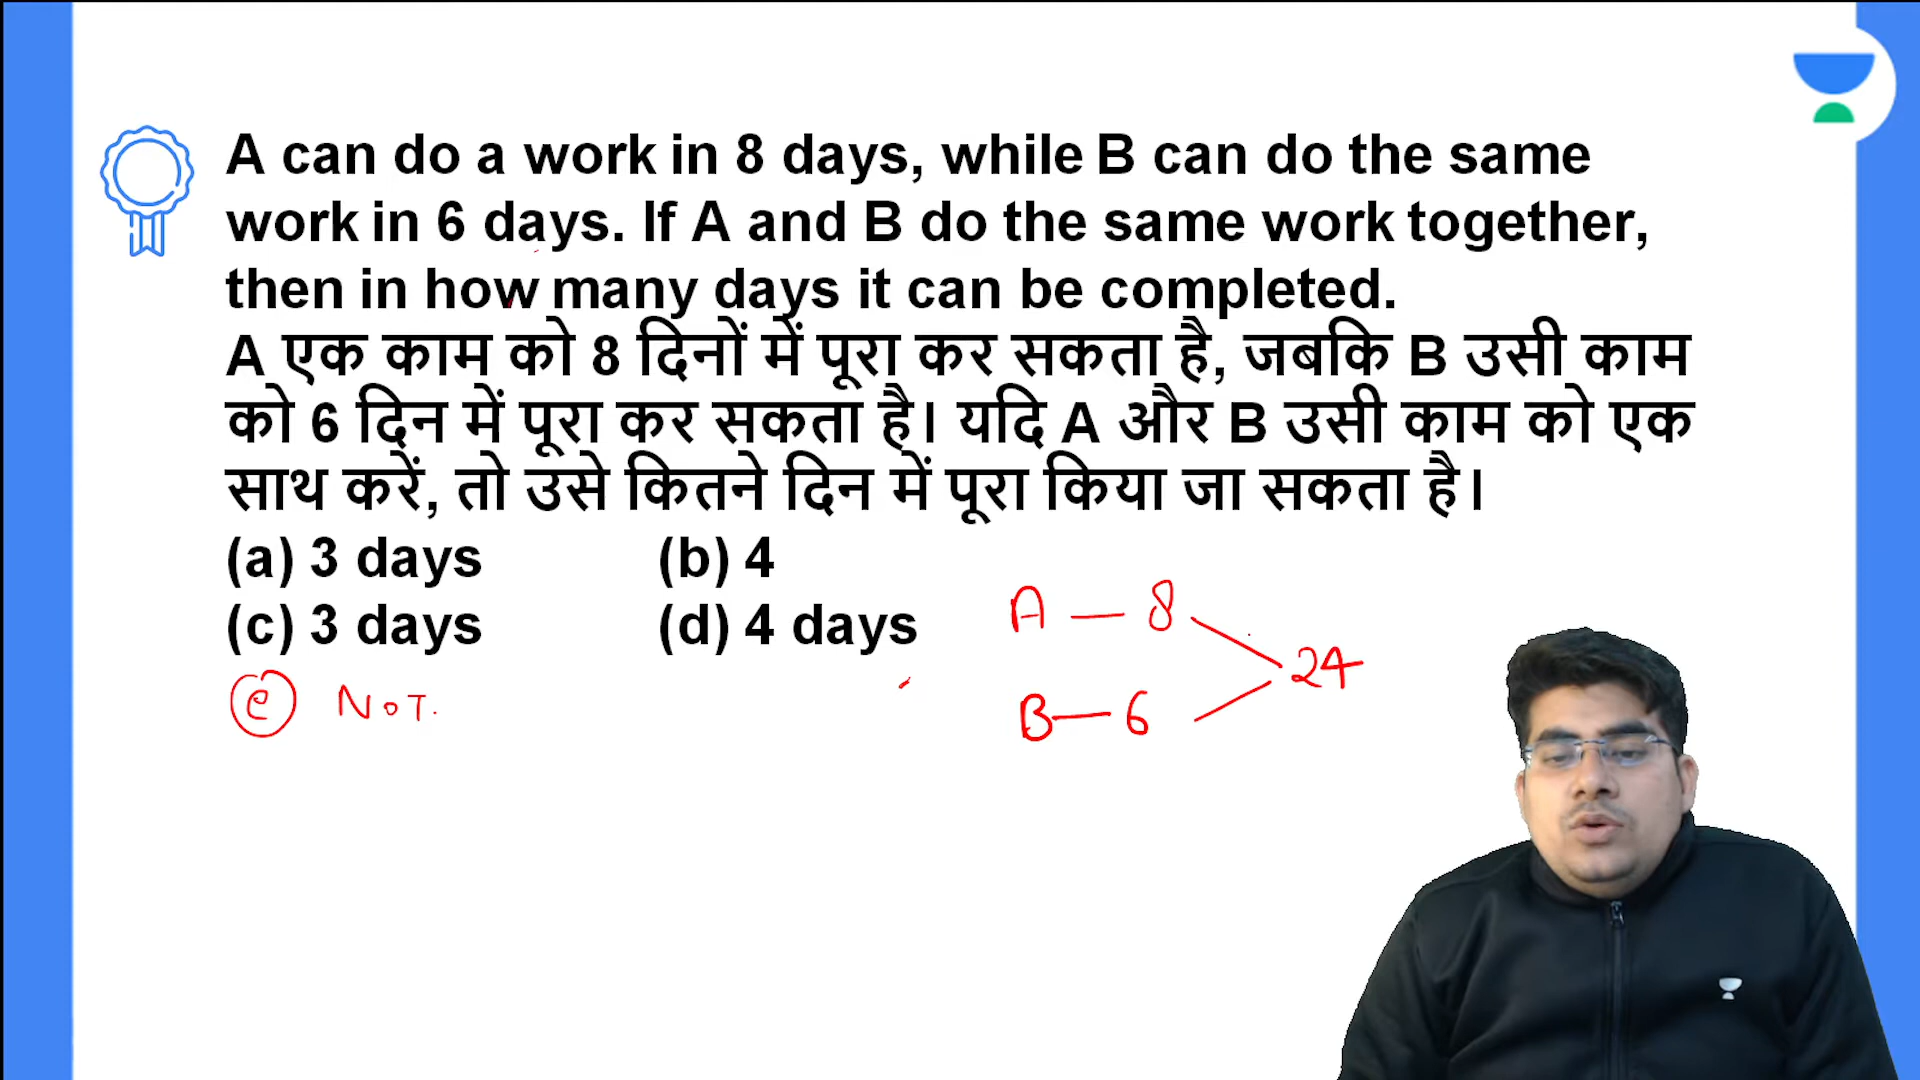 A can do a work in 8 days, while B can do the same
work in 6 days. If A and B do the same work together,
then in how many days it can be completed.
A एक काम को 8 दिनों में पूरा कर सकता है, जबकि B उसी काम
को 6 दिन में पूरा कर सकता है। यदि A और B उसी काम को एक
साथ करें, तो उसे कितने दिन में पूरा किया जा सकता है।
(a) 3 days (b) 4
(c) 3 days (d) 4 days
A — 8
24
B — 6
(e) NOT.